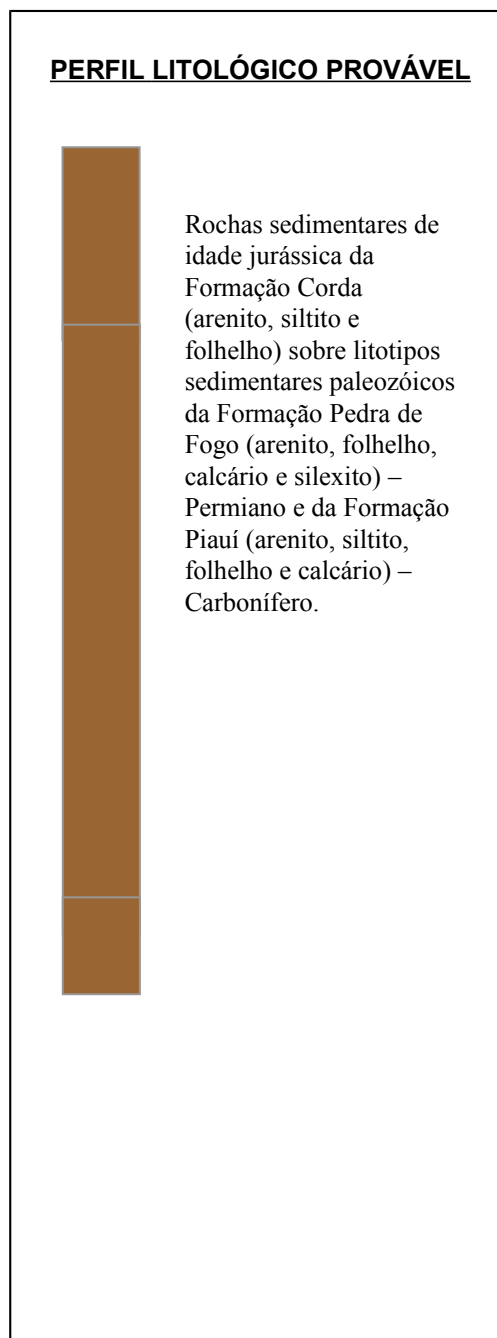 PERFIL LITOLÓGICO PROVÁVEL
Rochas sedimentares de
idade jurássica da
Formação Corda
(arenito, siltito e
folhelho) sobre litotipos
sedimentares paleozóicos
da Formação Pedra de
Fogo (arenito, folhelho,
calcário e silexito) –
Permiano e da Formação
Piauí (arenito, siltito,
folhelho e calcário) –
Carbonífero.